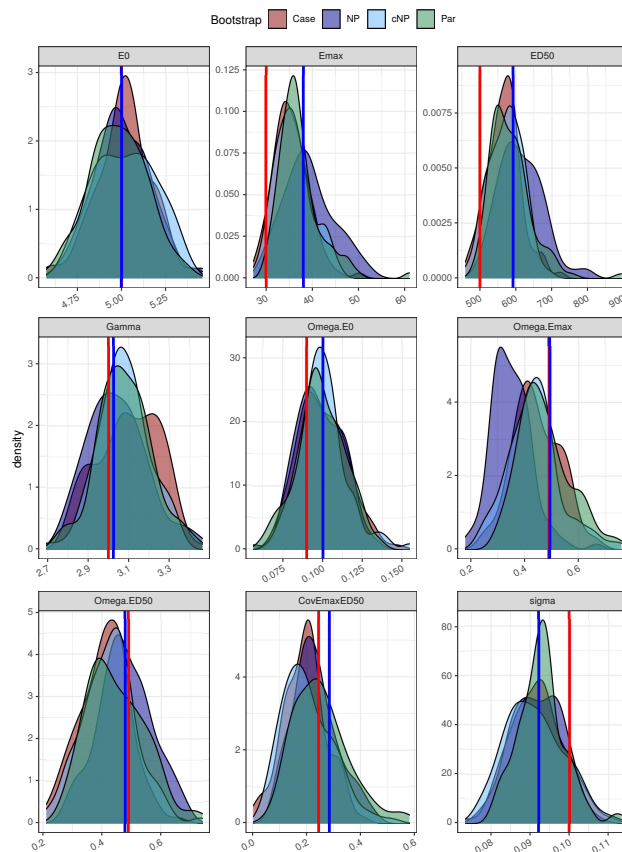 Bootstrap Case NP cNP Par
E0 Emax ED50
3
2
1
0
4.75 5.00 5.25
0.125
0.100
0.075
0.050
0.025
0.000
30 40 50 60
0.0075
0.0050
0.0025
0.0000
500 600 700 800 900
density
Gamma Omega.E0 Omega.Emax
3
2
1
0
2.7 2.9 3.1 3.3
30
20
10
0
0.075 0.100 0.125 0.150
4
2
0
0.2 0.4 0.6
Omega.ED50 CovEmaxED50 sigma
5
4
3
2
1
0
0.2 0.4 0.6
4
2
0
0.0 0.2 0.4 0.6
80
60
40
20
0
0.08 0.09 0.10 0.11